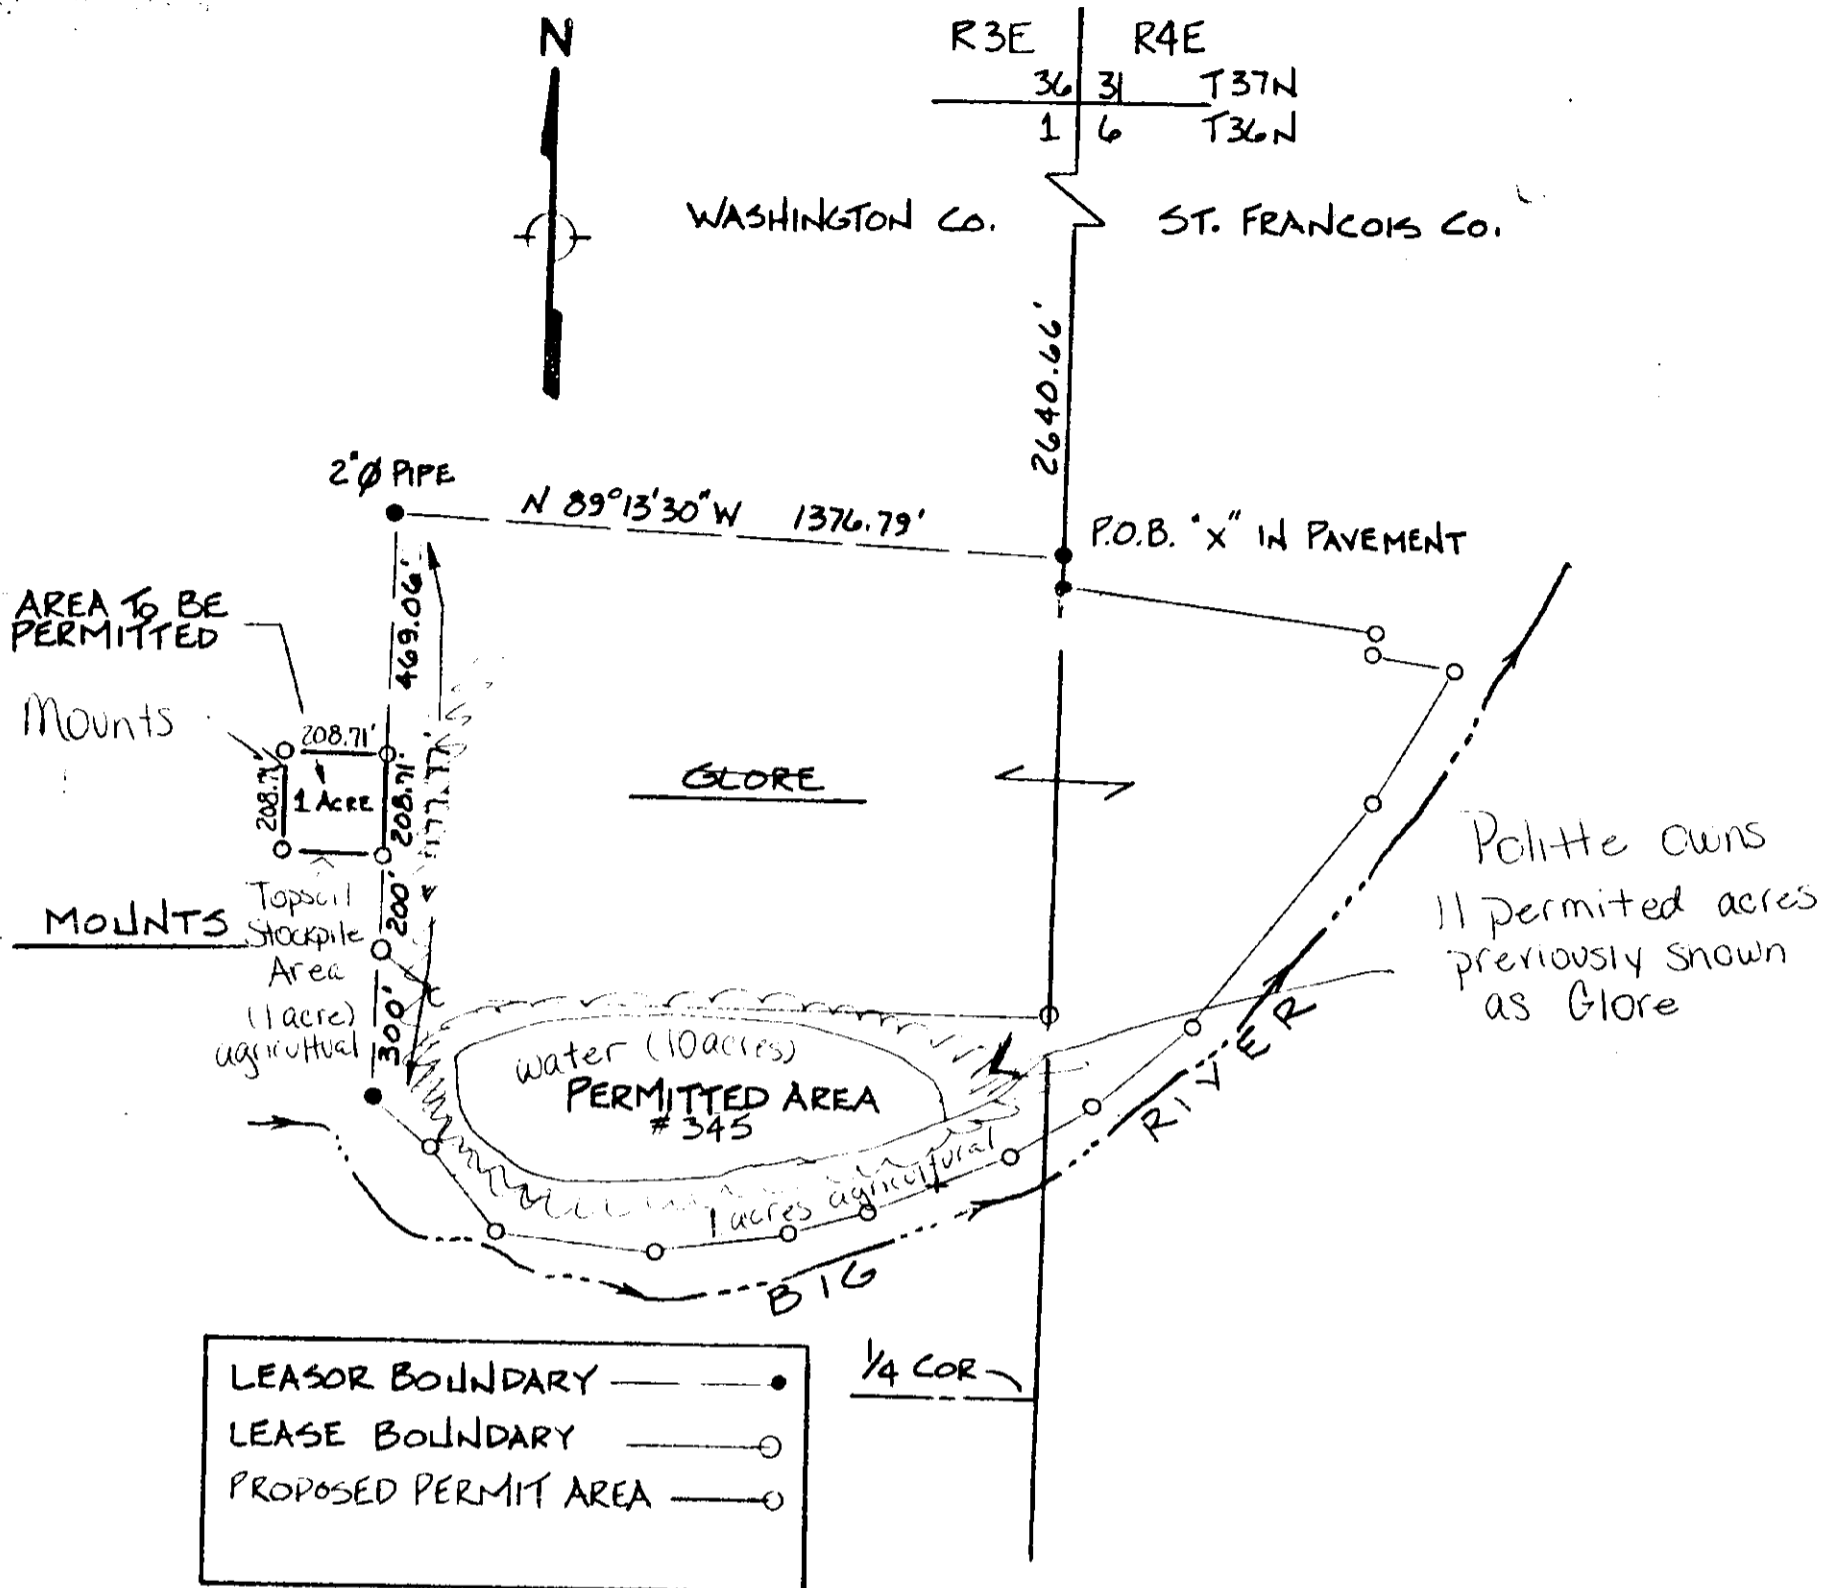 N
R3E R4E
36 31 T37N
1 6 T36N
WASHINGTON CO. ST. FRANCOIS CO.
2640.66'
2"Ø PIPE
N 89°13'30"W 1376.79'
P.O.B. "X" IN PAVEMENT
AREA TO BE
PERMITTED
469.06'
Mounts
208.71'
208.71'
1 ACRE
208.71'
1177.77'
GLORE
Politte owns
11 permited acres
previously shown
as Glore
MOUNTS
Topsoil
Stockpile
Area
(1 acre)
agricultual
200'
300'
water (10 acres)
PERMITTED AREA
# 345
1 acres agricultural
BIG RIVER
1/4 COR
LEASOR BOUNDARY
LEASE BOUNDARY
PROPOSED PERMIT AREA